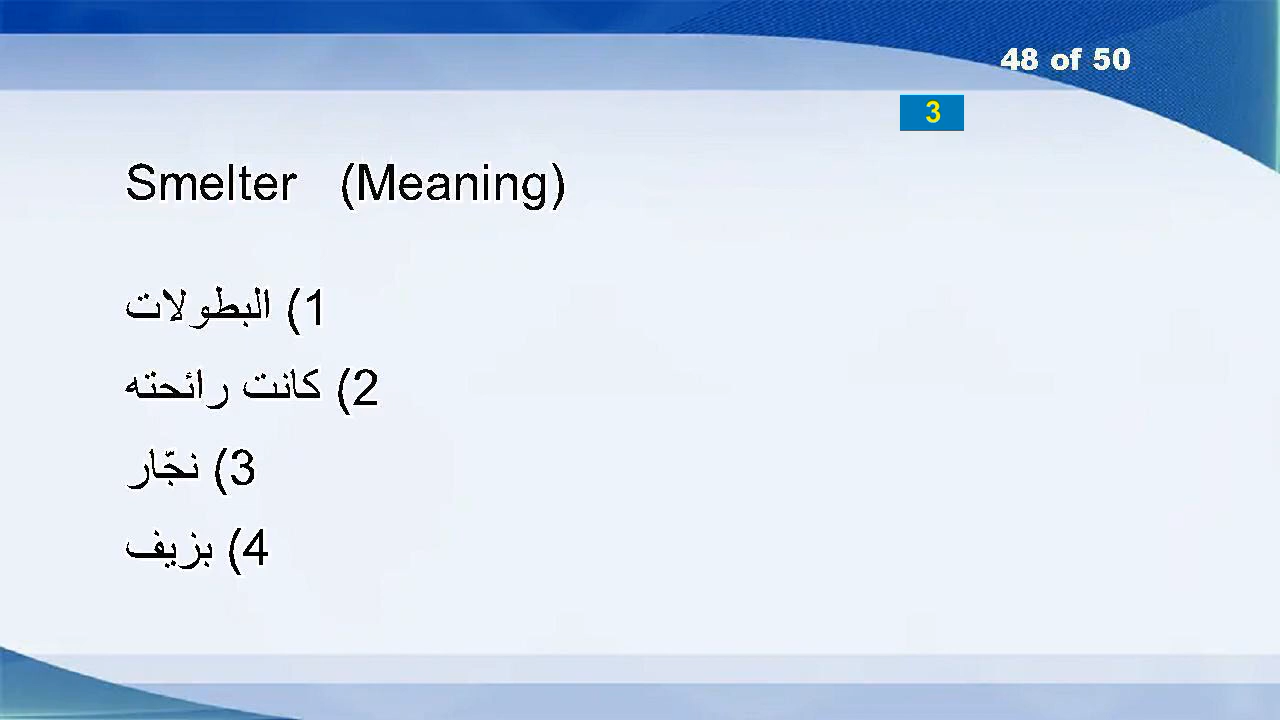 48 of 50
3
Smelter (Meaning)
1) البطولات
2) كانت رائحته
3) نجّار
4) بزيف